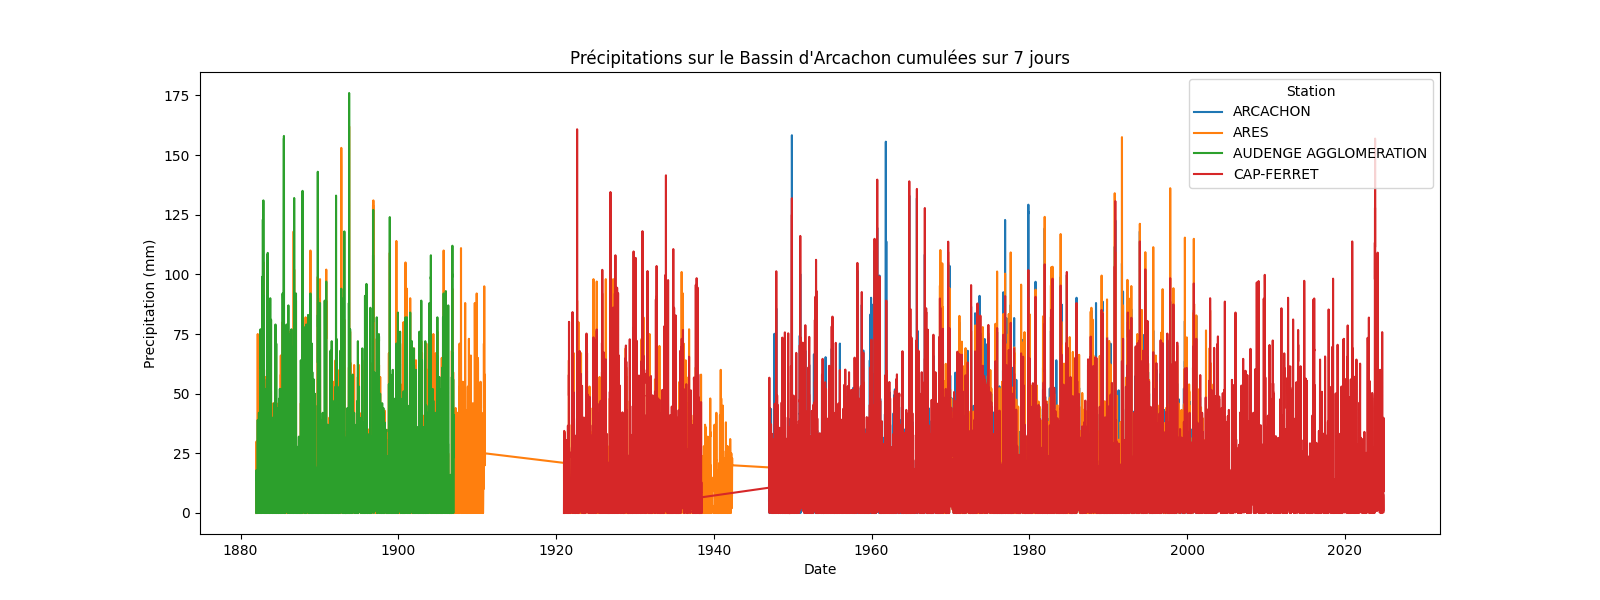 Précipitations sur le Bassin d'Arcachon cumulées sur 7 jours
Precipitation (mm)
175
150
125
100
75
50
25
0
Station
ARCACHON
ARES
AUDENGE AGGLOMERATION
CAP-FERRET
1880 1900 1920 1940 1960 1980 2000 2020
Date